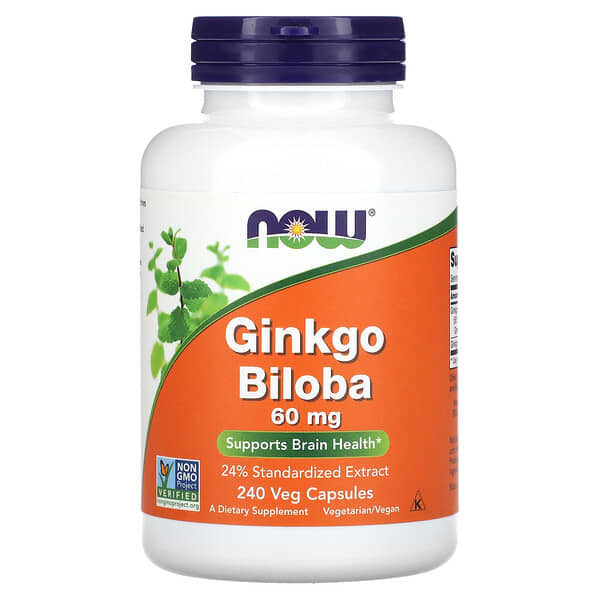 NOW®
Ginkgo
Biloba
60 mg
Supports Brain Health*
24% Standardized Extract
240 Veg Capsules
A Dietary Supplement Vegetarian/Vegan
NON
GMO
Project
VERIFIED
nongmoproject.org
K